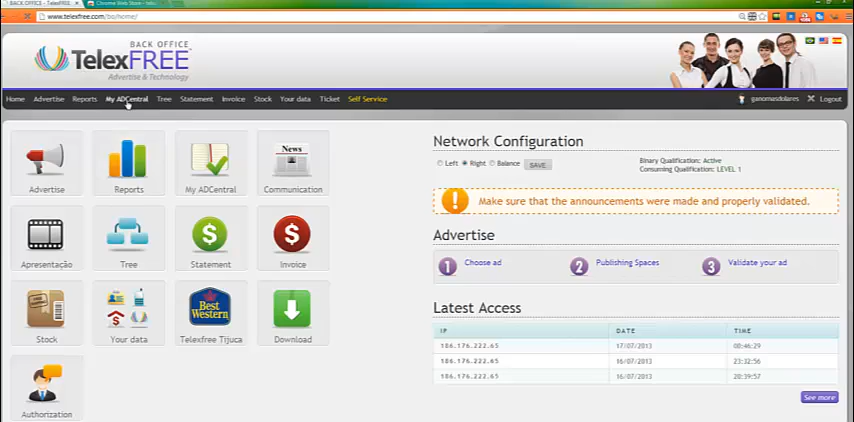 BACK OFFICE - TelexFREE
Chrome Web Store - telex
www.telexfree.com/bo/home/
BACK OFFICE
TelexFREE
Advertise & Technology
Home Advertise Reports My ADCentral Tree Statement Invoice Stock Your data Ticket Self Service ganomasdolares Logout
Advertise Reports My ADCentral Communication
News
Apresentação Tree Statement Invoice
Best Western
Stock Your data Telexfree Tijuca Download
Authorization
Network Configuration
Left Right Balance SAVE
Binary Qualification: Active
Consuming Qualification: LEVEL 1
Make sure that the announcements were made and properly validated.
Advertise
1 Choose ad 2 Publishing Spaces 3 Validate your ad
Latest Access
IP DATE TIME
186.176.222.65 17/07/2013 08:46:29
186.176.222.65 16/07/2013 23:32:56
186.176.222.65 16/07/2013 20:39:57
See more